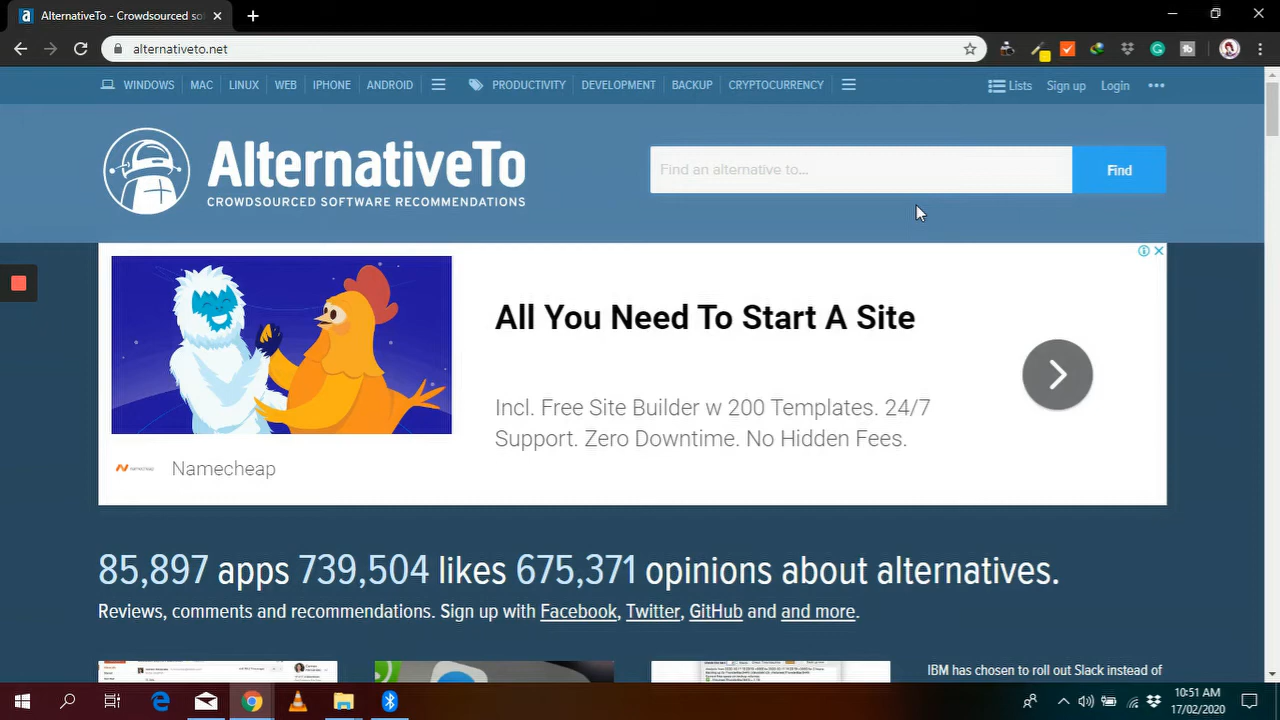 AlternativeTo - Crowdsourced so
alternativeto.net
WINDOWS MAC LINUX WEB IPHONE ANDROID PRODUCTIVITY DEVELOPMENT BACKUP CRYPTOCURRENCY Lists Sign up Login
AlternativeTo
CROWDSOURCED SOFTWARE RECOMMENDATIONS
Find an alternative to...
Find
All You Need To Start A Site
Incl. Free Site Builder w 200 Templates. 24/7
Support. Zero Downtime. No Hidden Fees.
Namecheap
85,897 apps 739,504 likes 675,371 opinions about alternatives.
Reviews, comments and recommendations. Sign up with Facebook, Twitter, GitHub and and more.
IBM has chosen to roll out Slack instead of
10:51 AM
17/02/2020